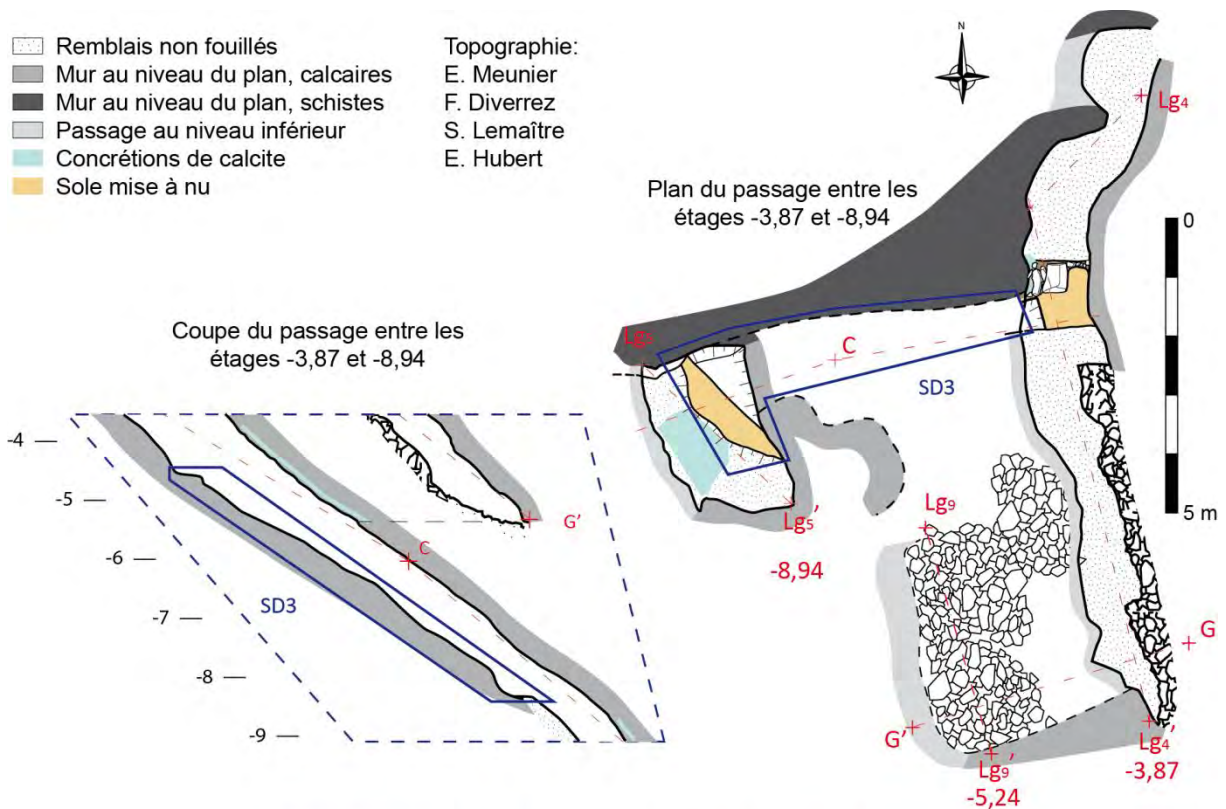 Remblais non fouillés
Mur au niveau du plan, calcaires
Mur au niveau du plan, schistes
Passage au niveau inférieur
Concrétions de calcite
Sole mise à nu
Topographie:
E. Meunier
F. Diverrez
S. Lemaître
E. Hubert
N
Lg4
Plan du passage entre les
étages -3,87 et -8,94
0
5 m
Lg5
C
SD3
Lg5'
-8,94
Lg9
G
G'
Lg9'
-5,24
Lg4'
-3,87
Coupe du passage entre les
étages -3,87 et -8,94
-4
-5
-6
-7
-8
-9
G'
C
SD3